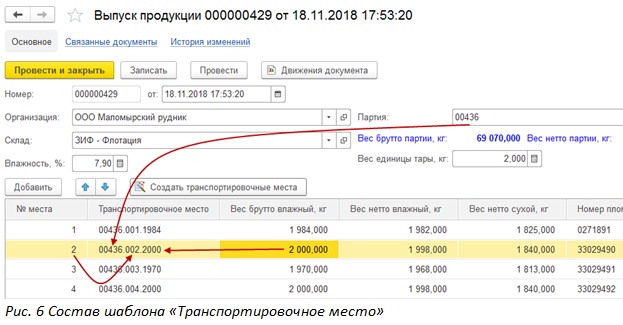 Выпуск продукции 000000429 от 18.11.2018 17:53:20
Основное Связанные документы История изменений
Провести и закрыть Записать Провести Движения документа
Номер: 000000429 от: 18.11.2018 17:53:20
Организация: ООО Маломырский рудник Партия: 00436
Склад: ЗИФ - Флотация Вес брутто партии, кг: 69 070,000 Вес нетто партии, кг:
Влажность, %: 7,90 Вес единицы тары, кг: 2,000
Добавить Создать транспортировочные места
№ места Транспортировочное место Вес брутто влажный, кг Вес нетто влажный, кг Вес нетто сухой, кг Номер плом
1 00436.001.1984 1 984,000 1 982,000 1 825,000 0271891
2 00436.002.2000 2 000,000 1 998,000 1 840,000 33029490
3 00436.003.1970 1 970,000 1 968,000 1 813,000 33029491
4 00436.004.2000 2 000,000 1 998,000 1 840,000 33029492
Рис. 6 Состав шаблона «Транспортировочное место»